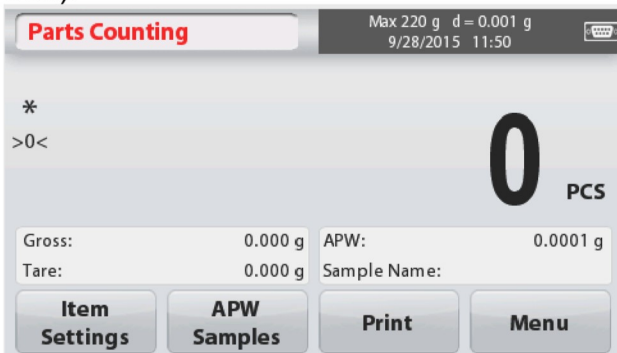 Parts Counting
Max 220 g d = 0.001 g
9/28/2015 11:50
*
>0<
0
PCS
Gross: 0.000 g APW: 0.0001 g
Tare: 0.000 g Sample Name:
Item Settings APW Samples Print Menu